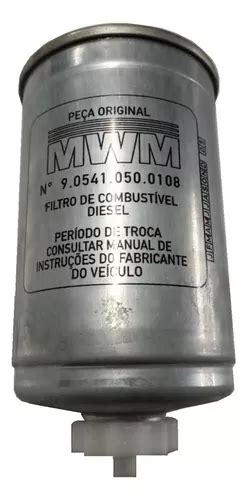 PEÇA ORIGINAL
MWM
Nº 9.0541.050.0108
FILTRO DE COMBUSTÍVEL
DIESEL
PERÍODO DE TROCA
CONSULTAR MANUAL DE
INSTRUÇÕES DO FABRICANTE
DO VEÍCULO